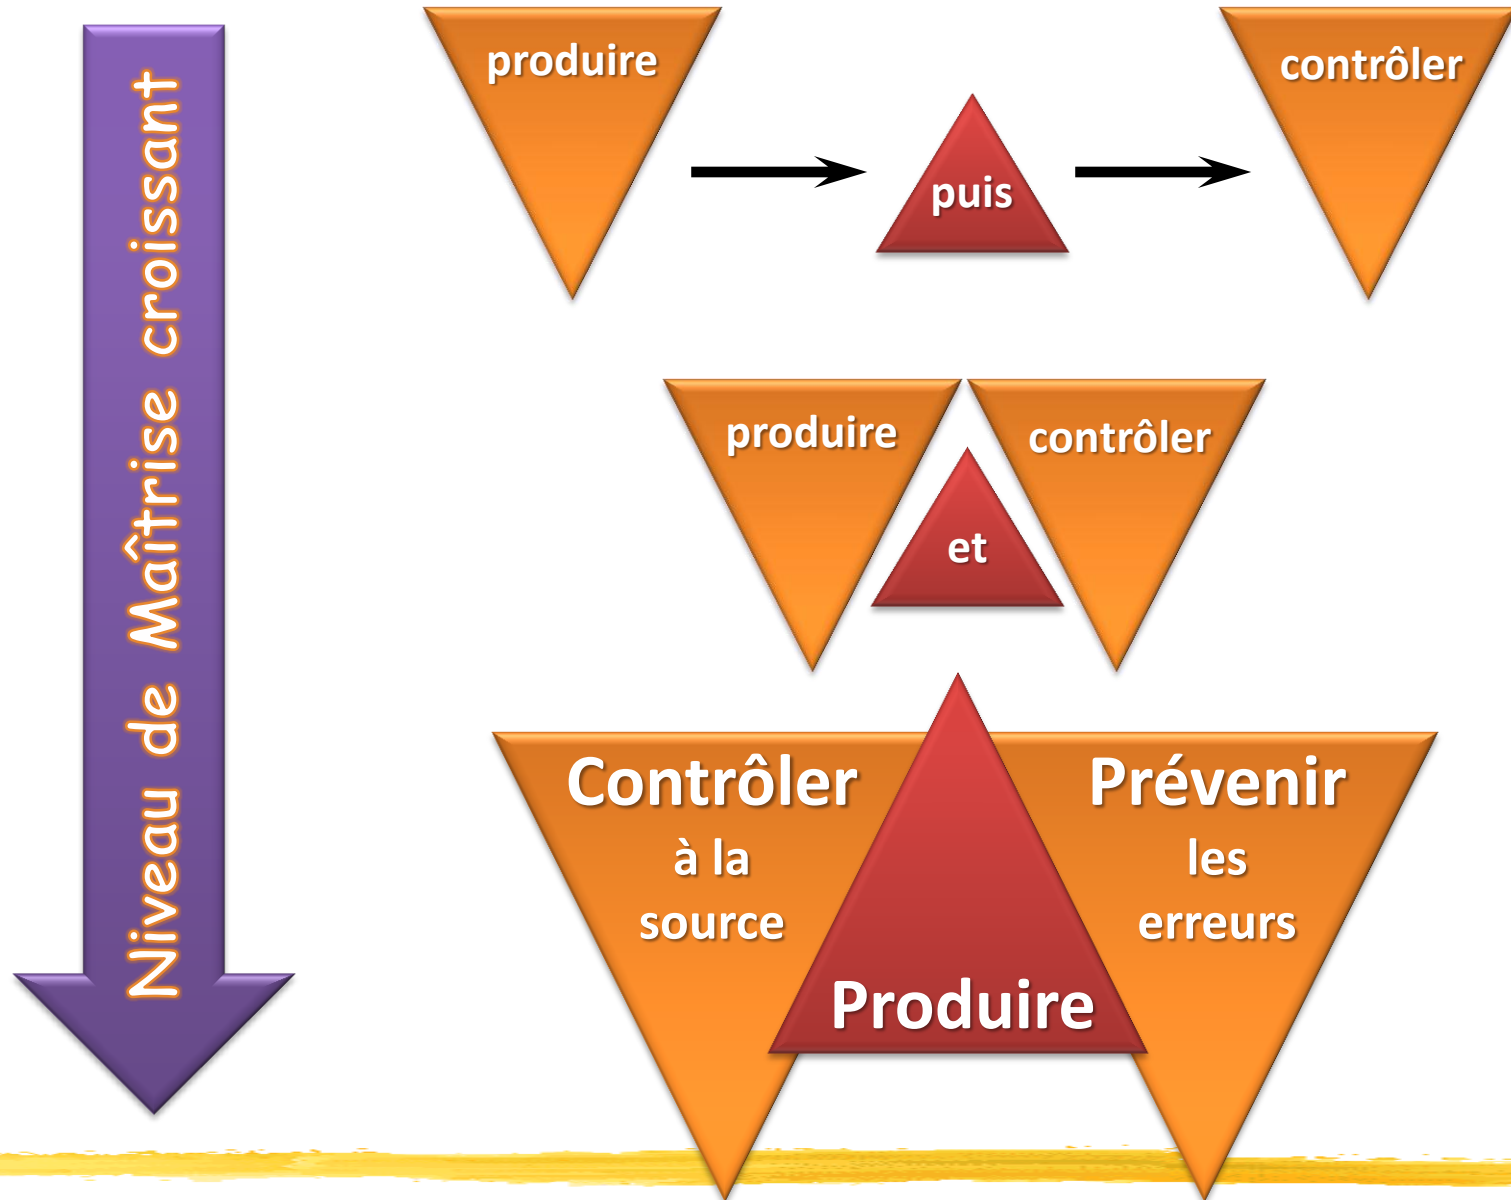 Niveau de Maîtrise croissant
produire
puis
contrôler
produire
et
contrôler
Contrôler
à la
source
Produire
Prévenir
les
erreurs